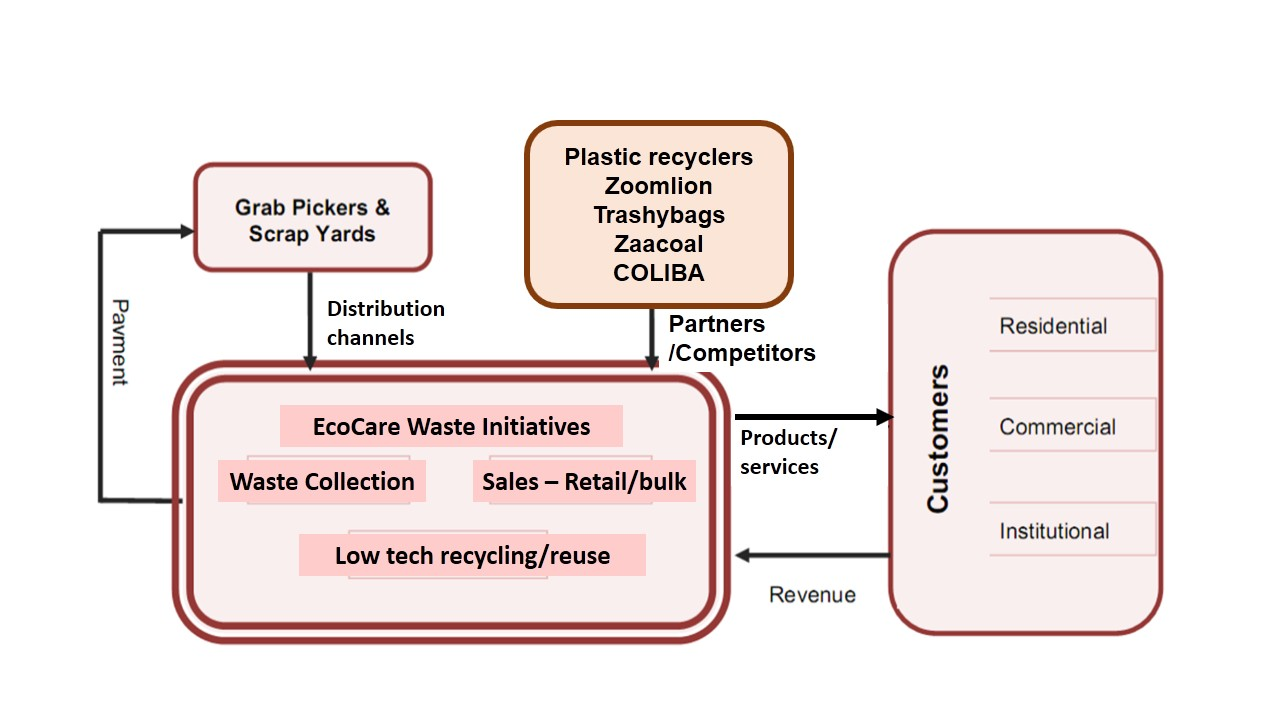 Plastic recyclers
Zoomlion
Trashybags
Zaacoal
COLIBA
Grab Pickers &
Scrap Yards
Payment
Distribution
channels
Partners
/Competitors
EcoCare Waste Initiatives
Waste Collection
Sales – Retail/bulk
Low tech recycling/reuse
Products/
services
Revenue
Customers
Residential
Commercial
Institutional